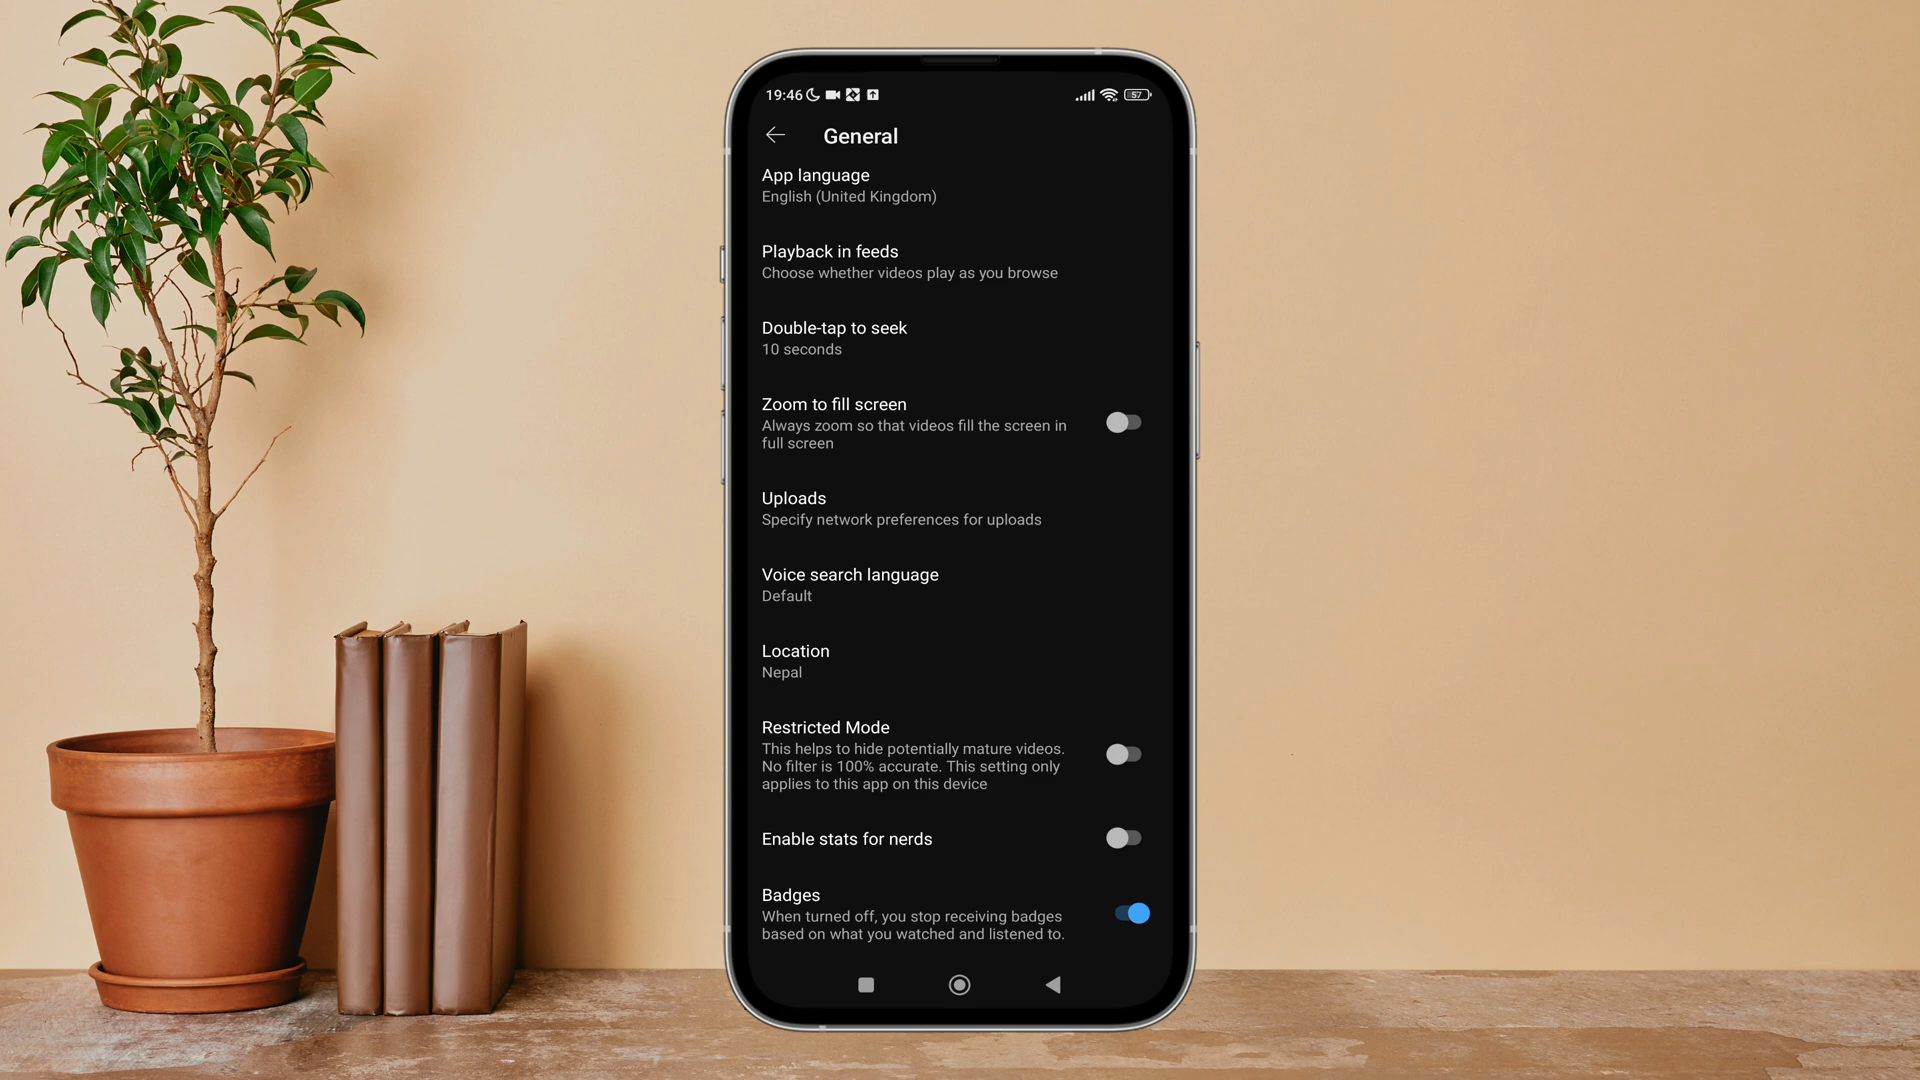 19:46
57
General
App language
English (United Kingdom)
Playback in feeds
Choose whether videos play as you browse
Double-tap to seek
10 seconds
Zoom to fill screen
Always zoom so that videos fill the screen in
full screen
Uploads
Specify network preferences for uploads
Voice search language
Default
Location
Nepal
Restricted Mode
This helps to hide potentially mature videos.
No filter is 100% accurate. This setting only
applies to this app on this device
Enable stats for nerds
Badges
When turned off, you stop receiving badges
based on what you watched and listened to.